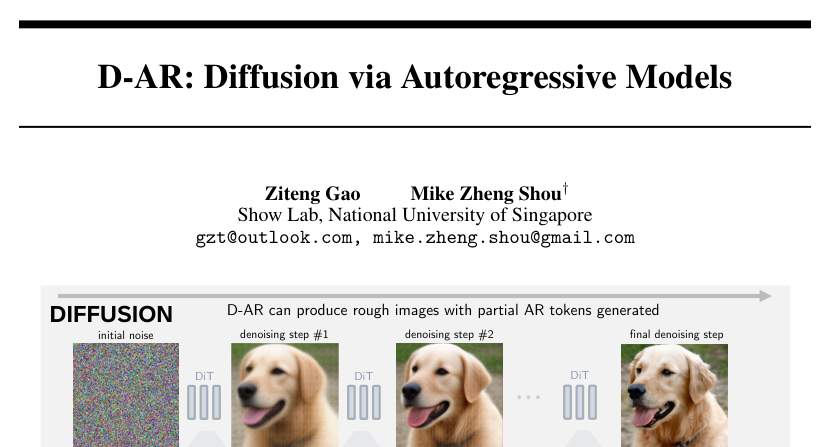 D-AR: Diffusion via Autoregressive Models
Ziteng Gao Mike Zheng Shou†
Show Lab, National University of Singapore
gzt@outlook.com, mike.zheng.shou@gmail.com
DIFFUSION
D-AR can produce rough images with partial AR tokens generated
initial noise
denoising step #1
denoising step #2
final denoising step
DiT
DiT
...
DiT